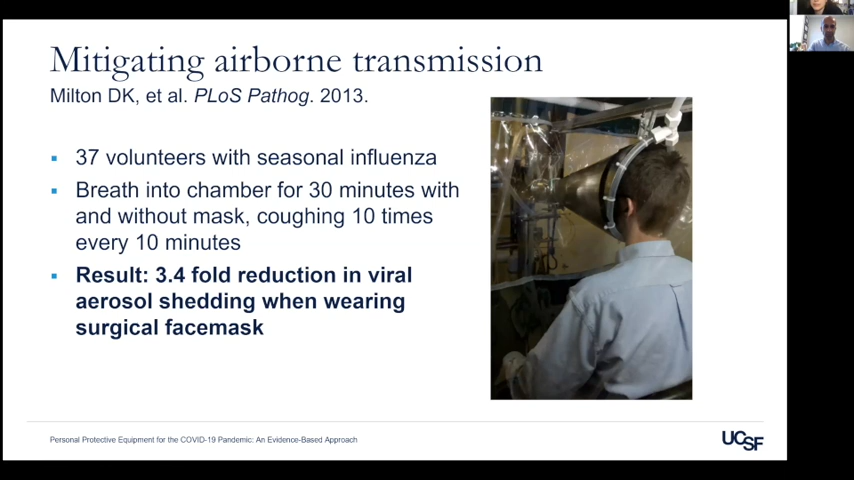 Mitigating airborne transmission
Milton DK, et al. PLoS Pathog. 2013.
37 volunteers with seasonal influenza
Breath into chamber for 30 minutes with
and without mask, coughing 10 times
every 10 minutes
Result: 3.4 fold reduction in viral
aerosol shedding when wearing
surgical facemask
Personal Protective Equipment for the COVID-19 Pandemic: An Evidence-Based Approach
UCSF